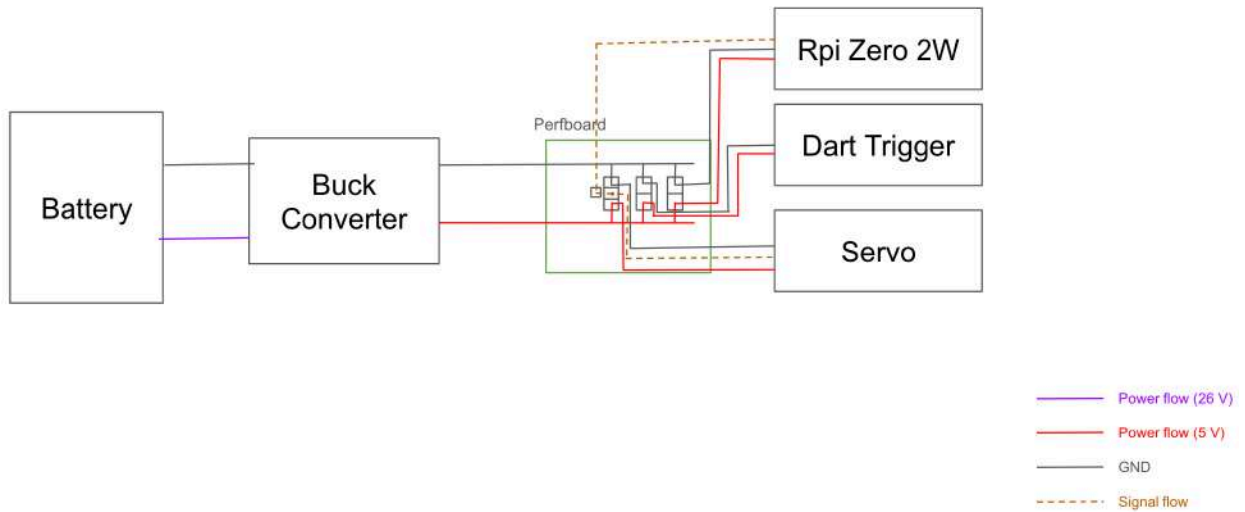 Rpi Zero 2W
Perfboard
Dart Trigger
Battery
Buck
Converter
Servo
Power flow (26 V)
Power flow (5 V)
GND
Signal flow